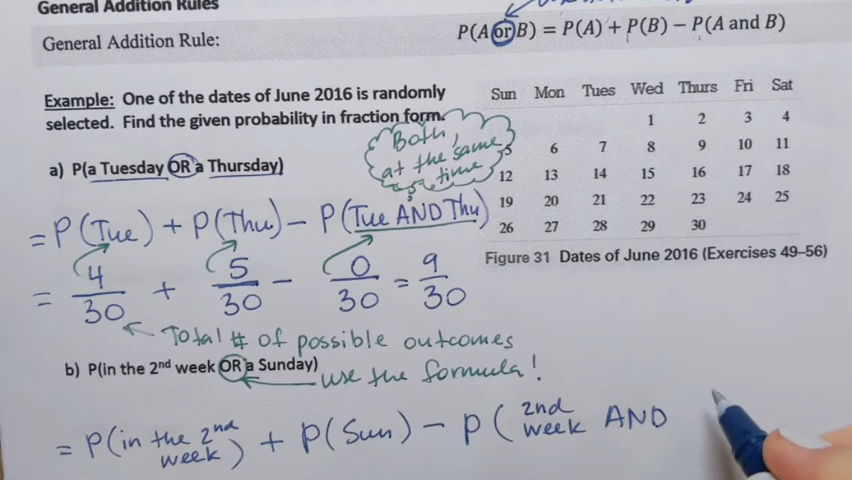 General Addition Rules
General Addition Rule: P(A or B) = P(A) + P(B) − P(A and B)
Example: One of the dates of June 2016 is randomly
selected. Find the given probability in fraction form.
Both,
at the same
time
a) P(a Tuesday OR a Thursday)
= P(Tue) + P(Thu) − P(Tue AND Thu)
= 4/30 + 5/30 − 0/30 = 9/30
Total # of possible outcomes
Sun Mon Tues Wed Thurs Fri Sat
1 2 3 4
5 6 7 8 9 10 11
12 13 14 15 16 17 18
19 20 21 22 23 24 25
26 27 28 29 30
Figure 31 Dates of June 2016 (Exercises 49–56)
b) P(in the 2nd week OR a Sunday)
use the formula!
= P(in the 2nd week) + P(Sun) − P(2nd week AND